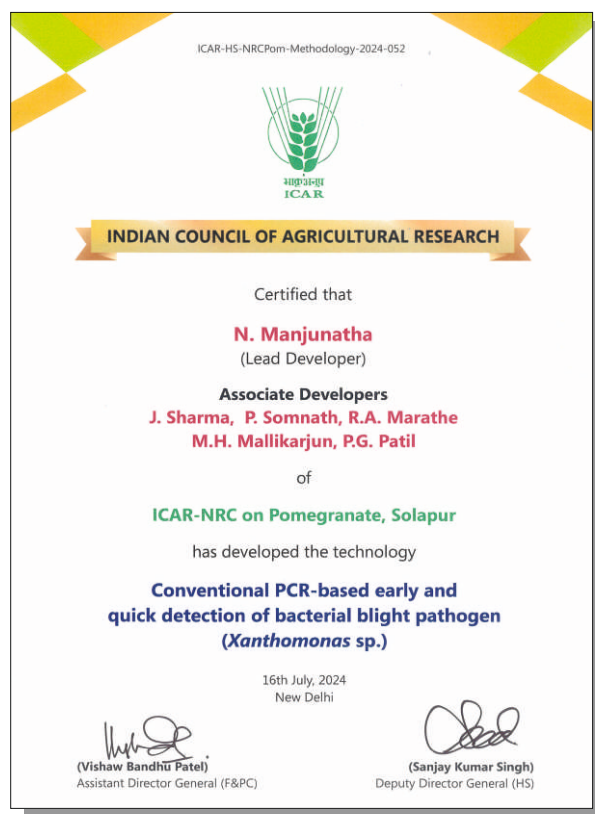 ICAR-HS-NRCPom-Methodology-2024-052
भाकृअनुप
ICAR
INDIAN COUNCIL OF AGRICULTURAL RESEARCH
Certified that
N. Manjunatha
(Lead Developer)
Associate Developers
J. Sharma, P. Somnath, R.A. Marathe
M.H. Mallikarjun, P.G. Patil
of
ICAR-NRC on Pomegranate, Solapur
has developed the technology
Conventional PCR-based early and
quick detection of bacterial blight pathogen
(Xanthomonas sp.)
16th July, 2024
New Delhi
(Vishaw Bandhu Patel)
Assistant Director General (F&PC)
(Sanjay Kumar Singh)
Deputy Director General (HS)